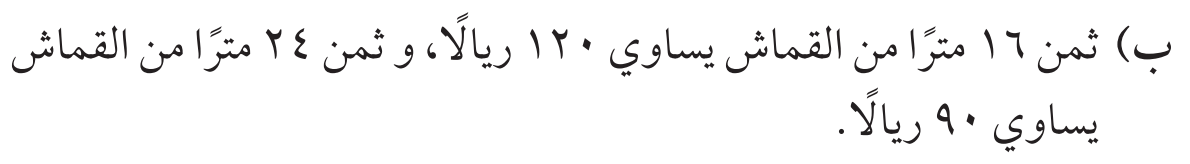 ب) ثمن ١٦ مترًا من القماش يساوي ١٢٠ ريالًا، و ثمن ٢٤ مترًا من القماش
يساوي ٩٠ ريالًا.